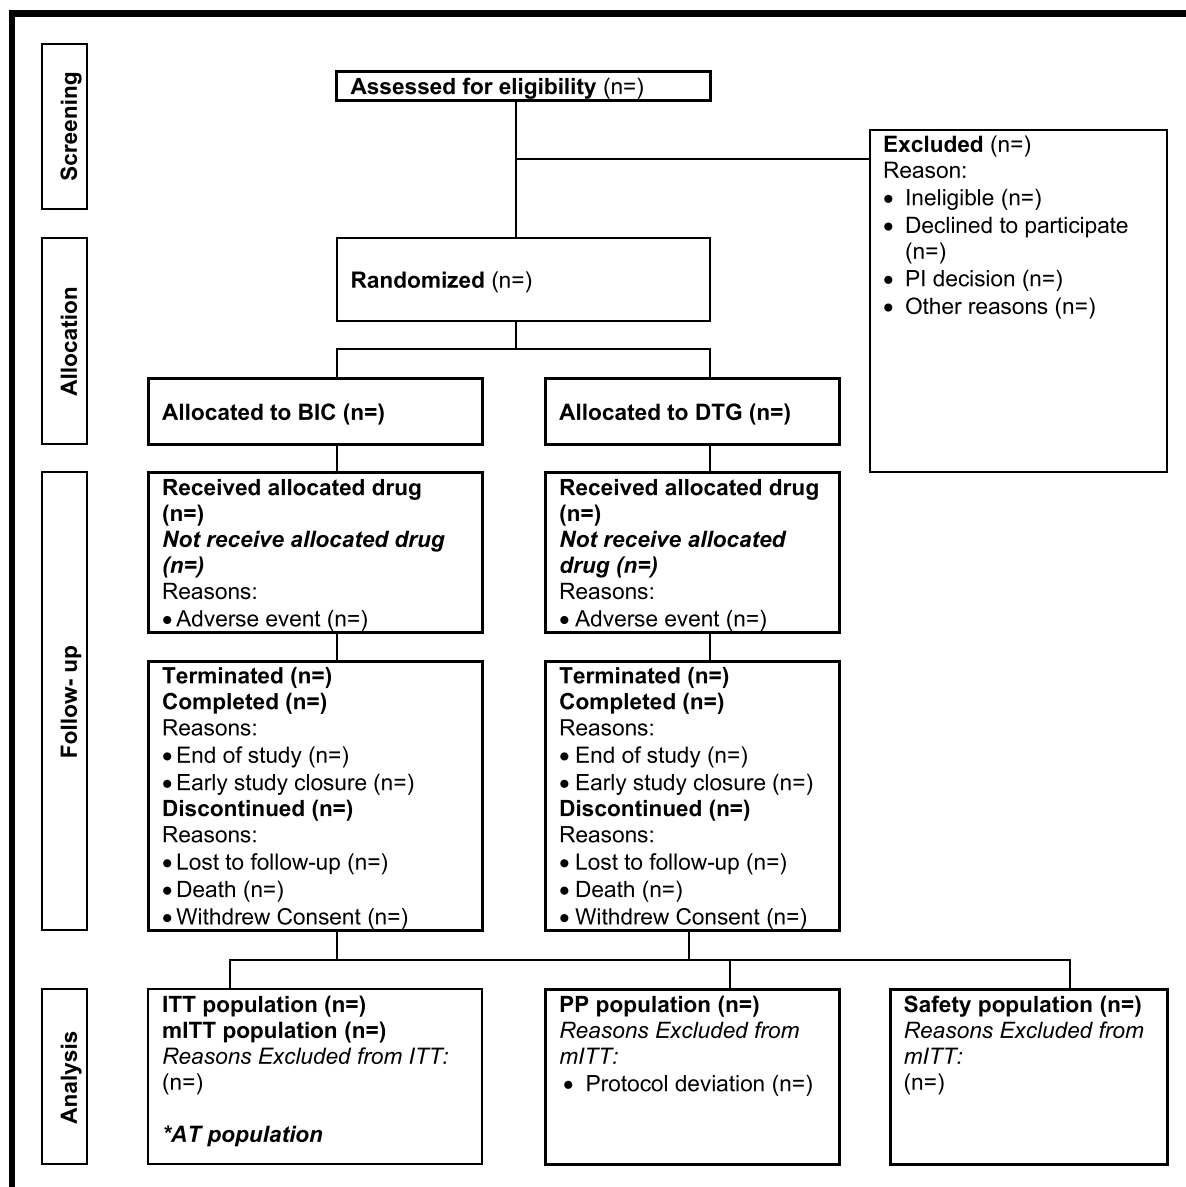 Screening
Assessed for eligibility (n=)
Excluded (n=)
Reason:
• Ineligible (n=)
• Declined to participate
(n=)
• PI decision (n=)
• Other reasons (n=)
Allocation
Randomized (n=)
Allocated to BIC (n=)
Allocated to DTG (n=)
Follow- up
Received allocated drug
(n=)
Not receive allocated drug
(n=)
Reasons:
• Adverse event (n=)
Received allocated drug
(n=)
Not receive allocated
drug (n=)
Reasons:
• Adverse event (n=)
Terminated (n=)
Completed (n=)
Reasons:
• End of study (n=)
• Early study closure (n=)
Discontinued (n=)
Reasons:
• Lost to follow-up (n=)
• Death (n=)
• Withdrew Consent (n=)
Terminated (n=)
Completed (n=)
Reasons:
• End of study (n=)
• Early study closure (n=)
Discontinued (n=)
Reasons:
• Lost to follow-up (n=)
• Death (n=)
• Withdrew Consent (n=)
Analysis
ITT population (n=)
mITT population (n=)
Reasons Excluded from ITT:
(n=)
*AT population
PP population (n=)
Reasons Excluded from
mITT:
• Protocol deviation (n=)
Safety population (n=)
Reasons Excluded from
mITT:
(n=)